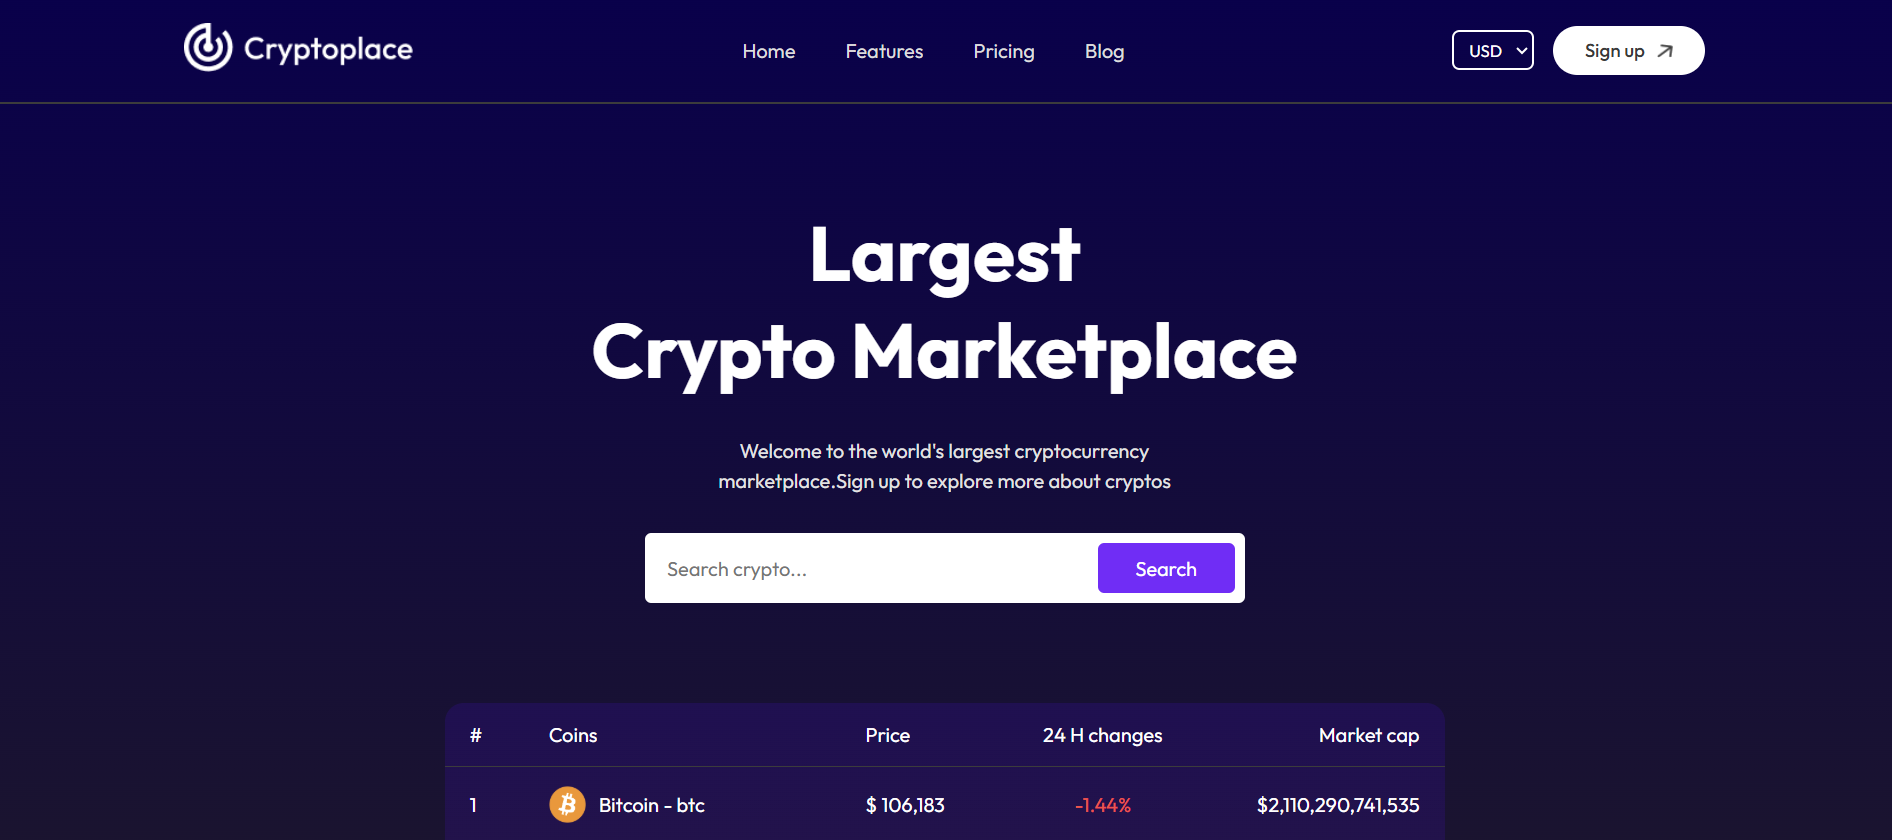 Cryptoplace
Home Features Pricing Blog
USD
Sign up
Largest
Crypto Marketplace
Welcome to the world's largest cryptocurrency
marketplace.Sign up to explore more about cryptos
Search crypto...
Search
# Coins Price 24 H changes Market cap
1 Bitcoin - btc $ 106,183 -1.44% $2,110,290,741,535